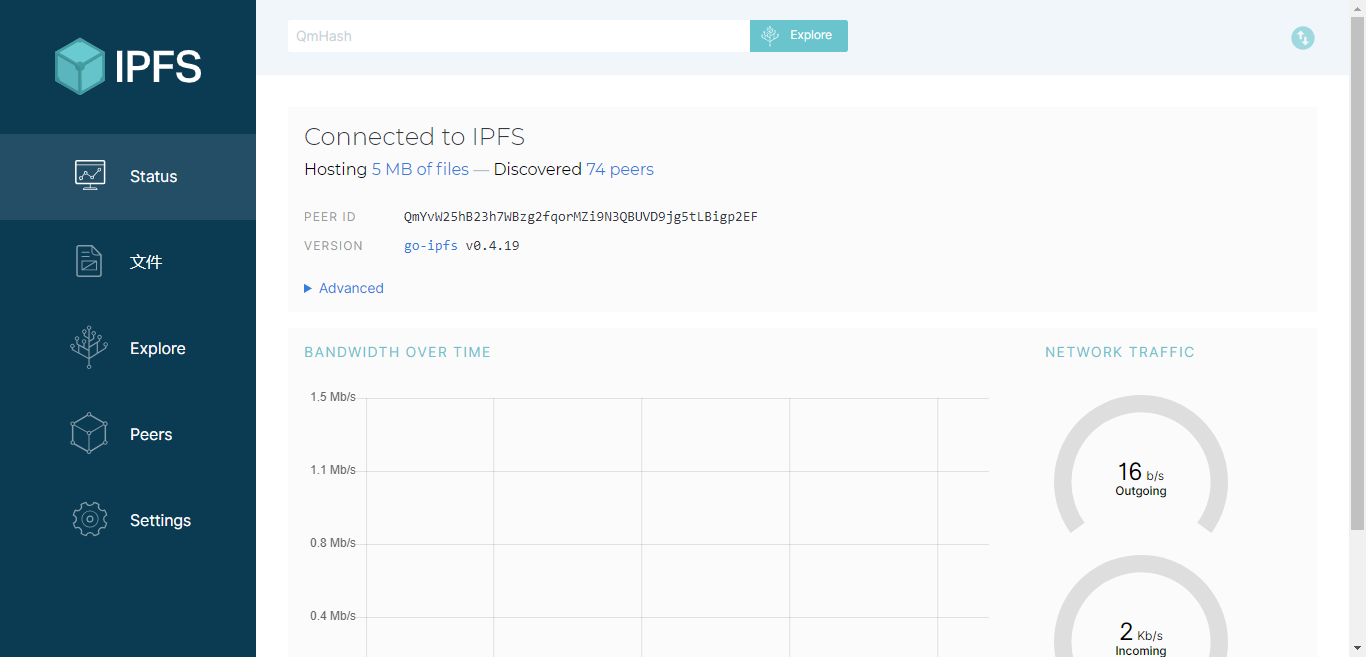 IPFS
Status
文件
Explore
Peers
Settings
QmHash
Explore
Connected to IPFS
Hosting 5 MB of files — Discovered 74 peers
PEER ID QmYvW25hB23h7WBzg2fqorMZi9N3QBUVD9jg5tLBigp2EF
VERSION go-ipfs v0.4.19
Advanced
BANDWIDTH OVER TIME
1.5 Mb/s
1.1 Mb/s
0.8 Mb/s
0.4 Mb/s
NETWORK TRAFFIC
16 b/s
Outgoing
2 Kb/s
Incoming